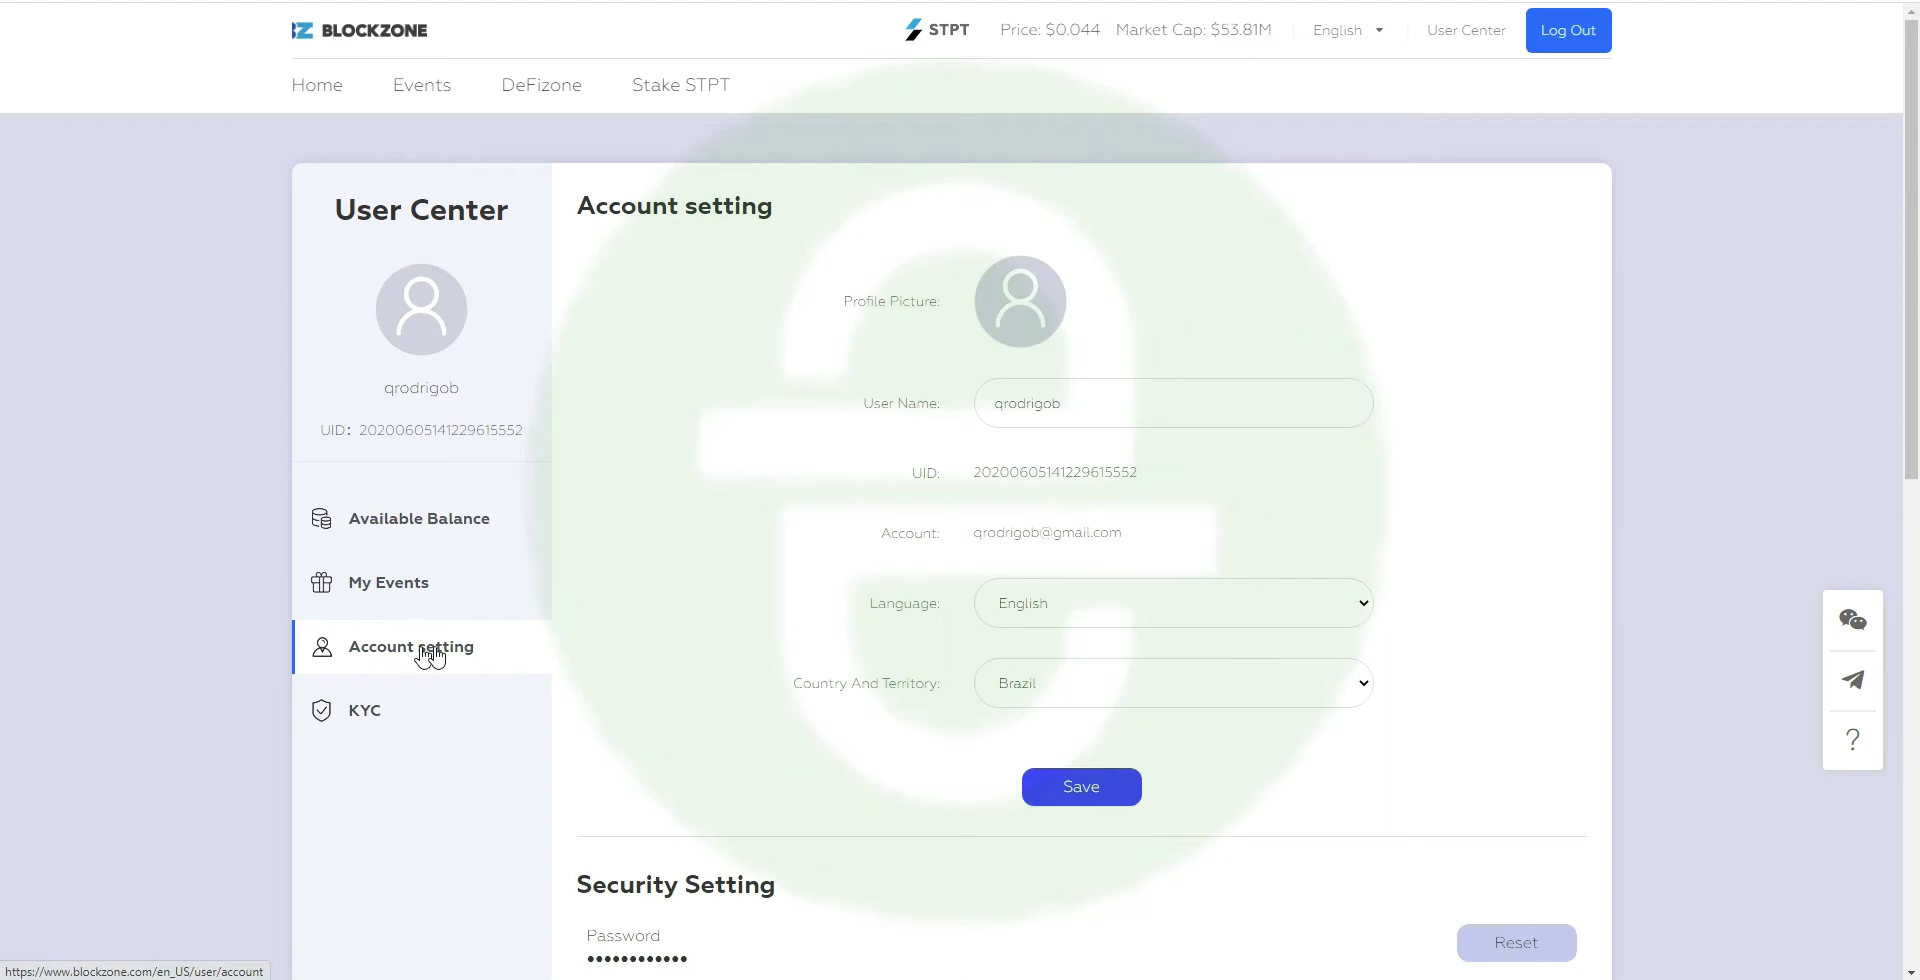 BLOCKZONE
STPT
Price: $0.044
Market Cap: $53.81M
English
User Center
Log Out
Home
Events
DeFizone
Stake STPT
User Center
qrodrigob
UID: 20200605141229615552
Available Balance
My Events
Account setting
KYC
Account setting
Profile Picture:
User Name:
qrodrigob
UID:
20200605141229615552
Account:
qrodrigob@gmail.com
Language:
English
Country And Territory:
Brazil
Save
Security Setting
Password
••••••••••••
Reset
?
https://www.blockzone.com/en_US/user/account